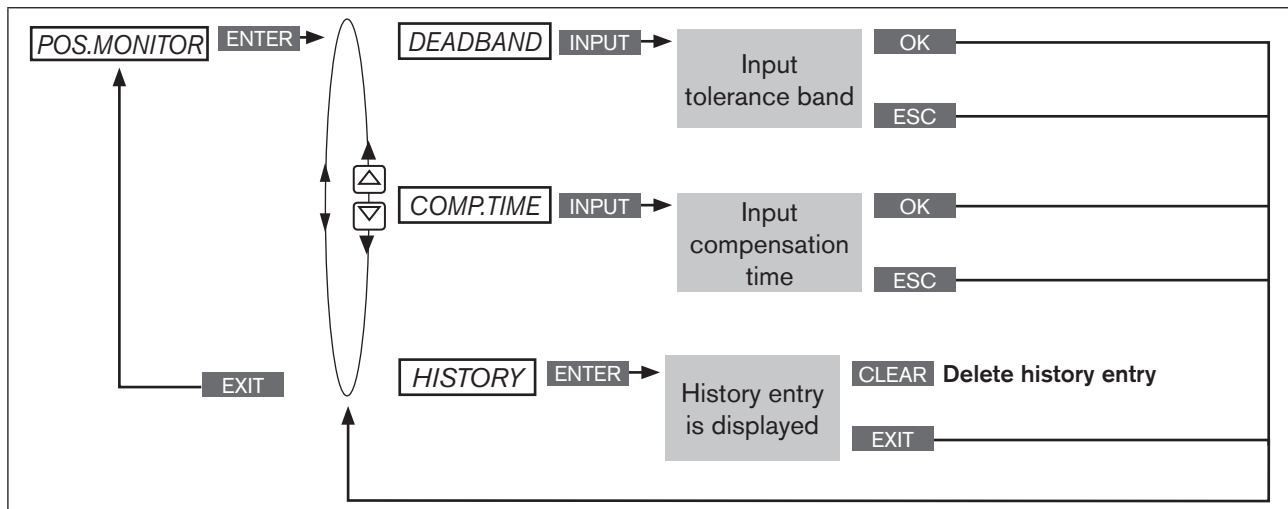 POS.MONITOR ENTER
DEADBAND INPUT
Input
tolerance band
OK
ESC
COMP.TIME INPUT
Input
compensation
time
OK
ESC
EXIT
HISTORY ENTER
History entry
is displayed
CLEAR Delete history entry
EXIT